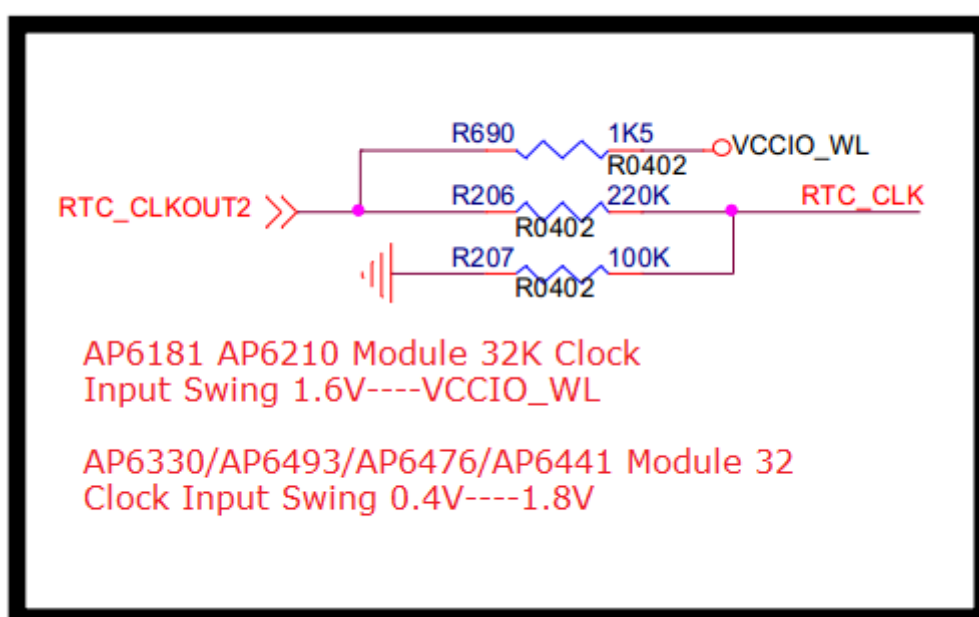 R690 1K5
R0402
VCCIO_WL
RTC_CLKOUT2
R206 220K
R0402
RTC_CLK
R207 100K
R0402
AP6181 AP6210 Module 32K Clock
Input Swing 1.6V----VCCIO_WL
AP6330/AP6493/AP6476/AP6441 Module 32
Clock Input Swing 0.4V----1.8V